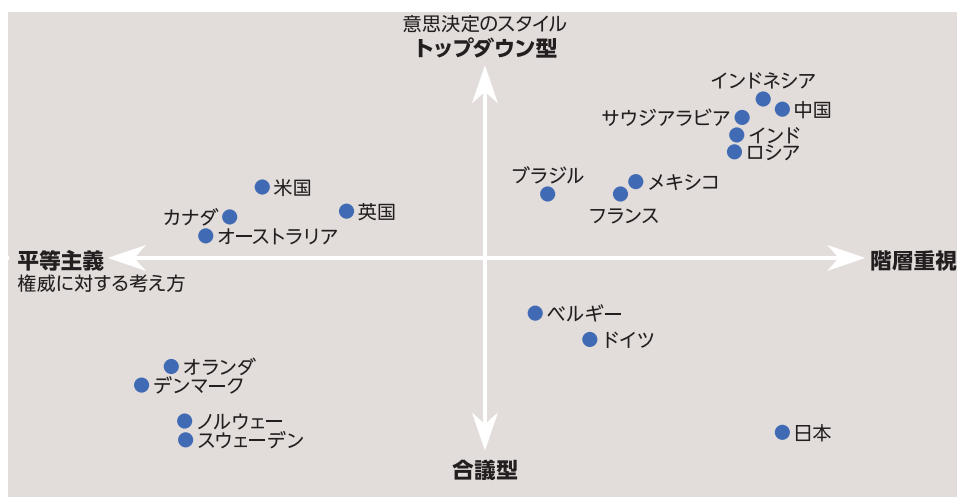 意思決定のスタイル
トップダウン型
インドネシア
中国
サウジアラビア
インド
ロシア
ブラジル
メキシコ
フランス
米国
英国
カナダ
オーストラリア
平等主義
権威に対する考え方
階層重視
ベルギー
ドイツ
オランダ
デンマーク
ノルウェー
スウェーデン
日本
合議型